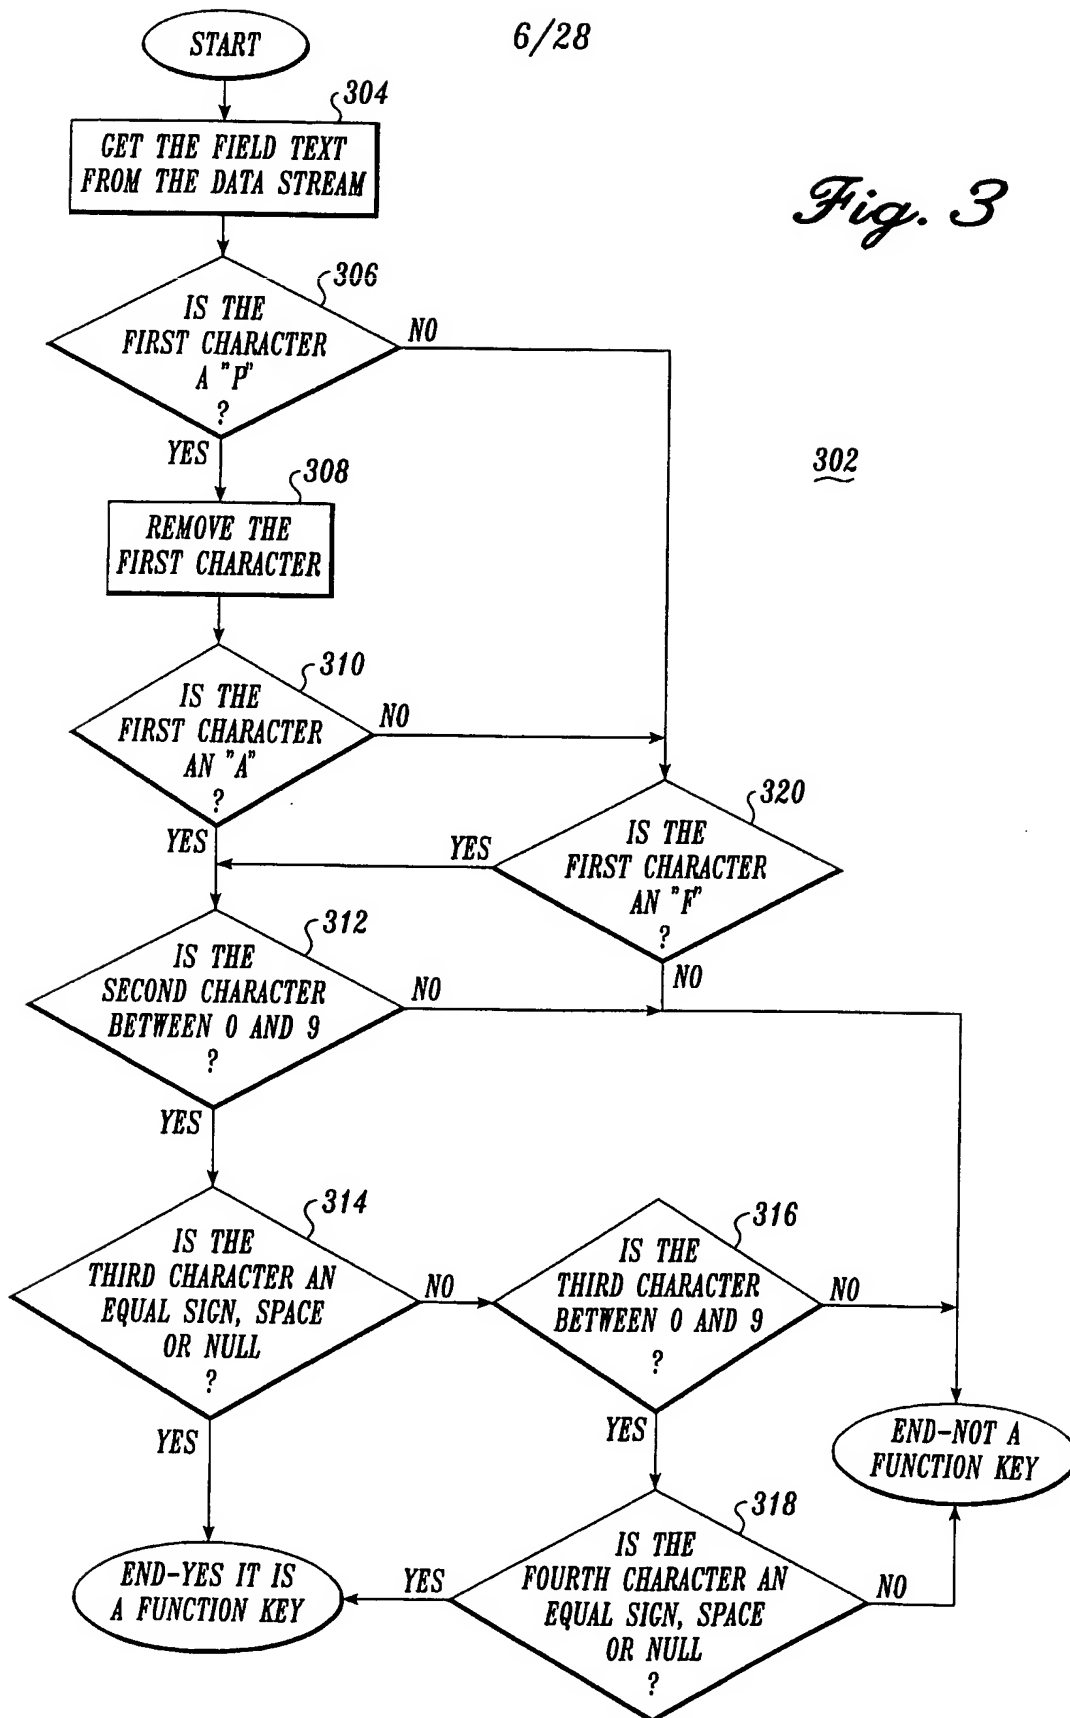 6/28
START
304
GET THE FIELD TEXT
FROM THE DATA STREAM
Fig. 3
306
IS THE
FIRST CHARACTER
A "P"
?
NO
YES
302
308
REMOVE THE
FIRST CHARACTER
310
IS THE
FIRST CHARACTER
AN "A"
?
NO
YES
320
IS THE
FIRST CHARACTER
AN "F"
?
YES
NO
312
IS THE
SECOND CHARACTER
BETWEEN 0 AND 9
?
NO
YES
314
IS THE
THIRD CHARACTER AN
EQUAL SIGN, SPACE
OR NULL
?
NO
YES
316
IS THE
THIRD CHARACTER
BETWEEN 0 AND 9
?
NO
YES
END-NOT A
FUNCTION KEY
318
IS THE
FOURTH CHARACTER AN
EQUAL SIGN, SPACE
OR NULL
?
YES
NO
END-YES IT IS
A FUNCTION KEY